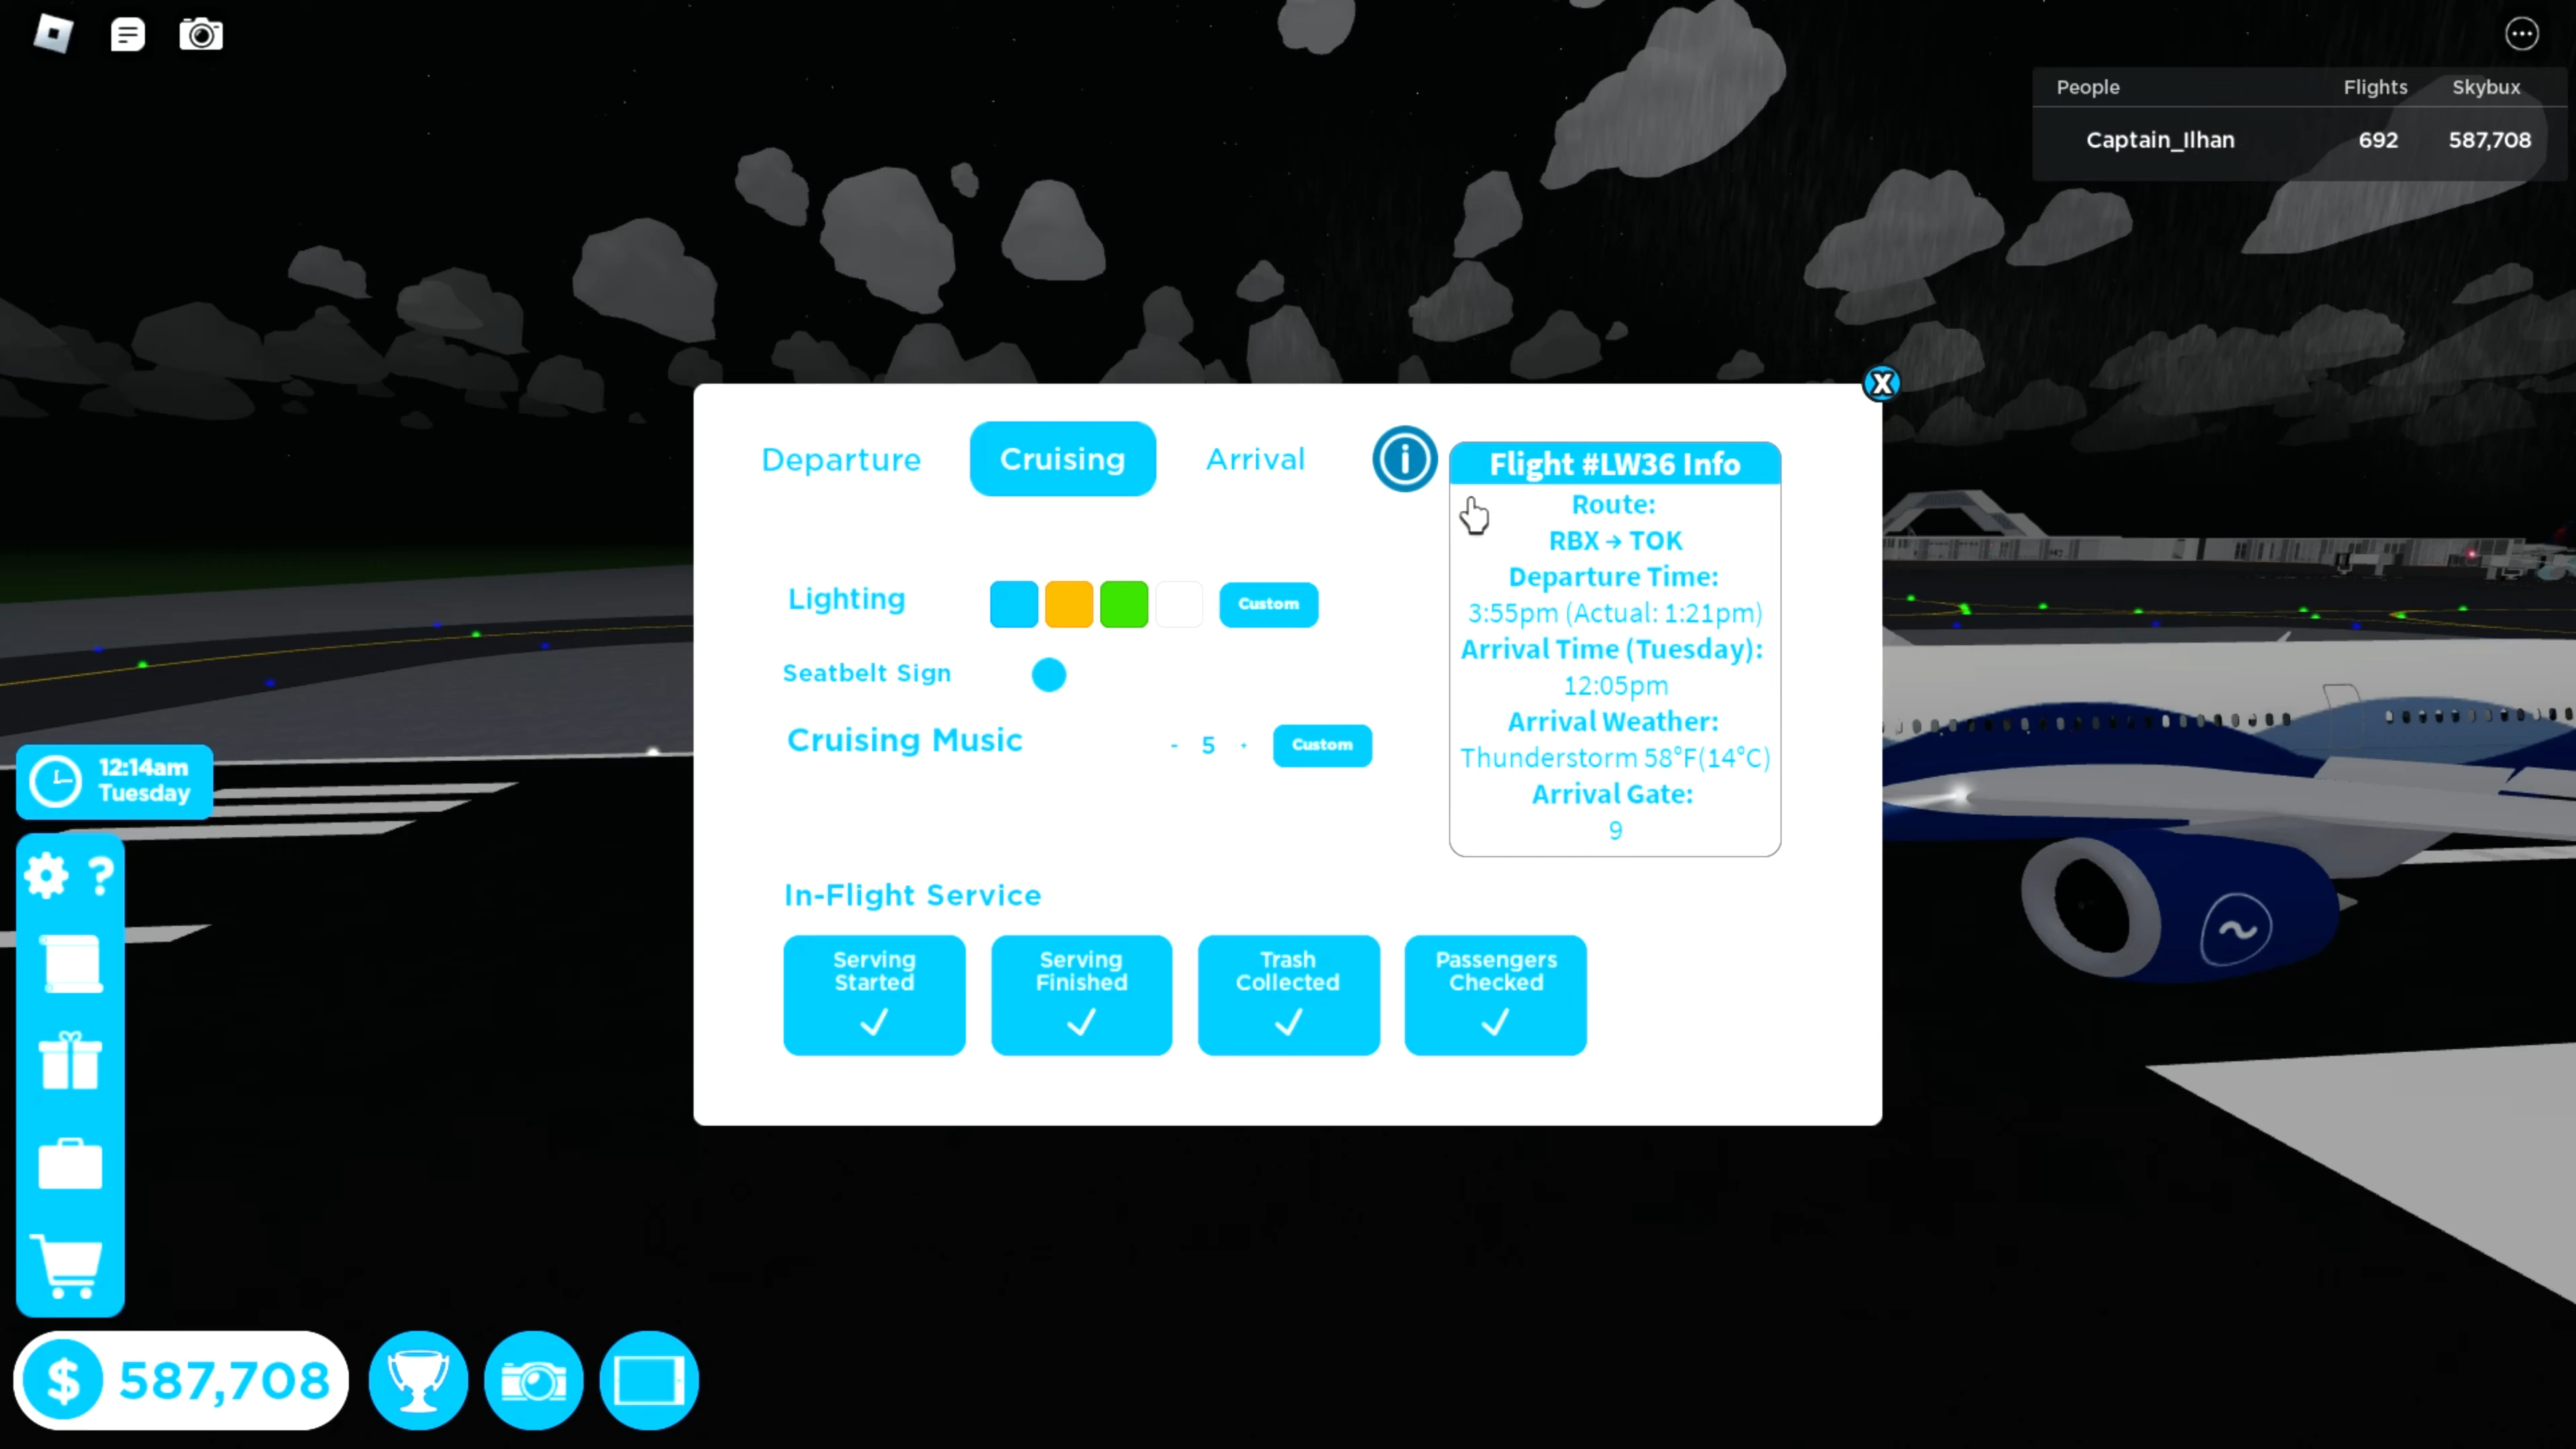 People Flights Skybux
Captain_Ilhan 692 587,708
X
Departure Cruising Arrival i
Flight #LW36 Info
Route:
RBX → TOK
Departure Time:
3:55pm (Actual: 1:21pm)
Arrival Time (Tuesday):
12:05pm
Arrival Weather:
Thunderstorm 58°F(14°C)
Arrival Gate:
9
Lighting Custom
Seatbelt Sign
Cruising Music - 5 + Custom
In-Flight Service
Serving
Started
Serving
Finished
Trash
Collected
Passengers
Checked
12:14am
Tuesday
?
$ 587,708